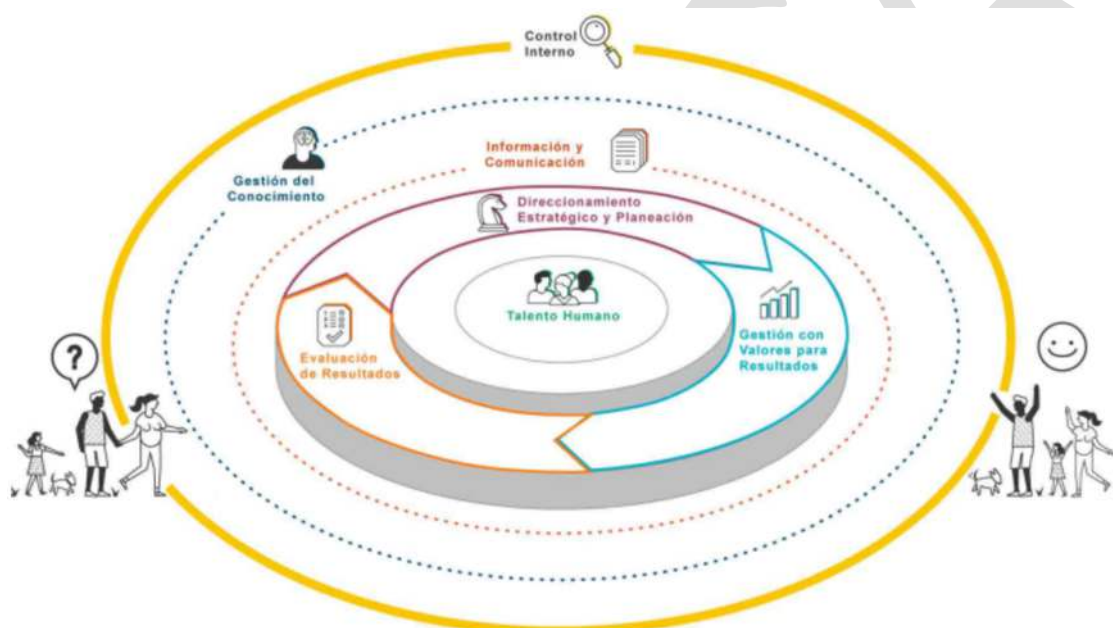 Control
Interno
Información y
Comunicación
Gestión del
Conocimiento
Direccionamiento
Estratégico y Planeación
Talento Humano
Gestión con
Valores para
Resultados
Evaluación
de Resultados
?